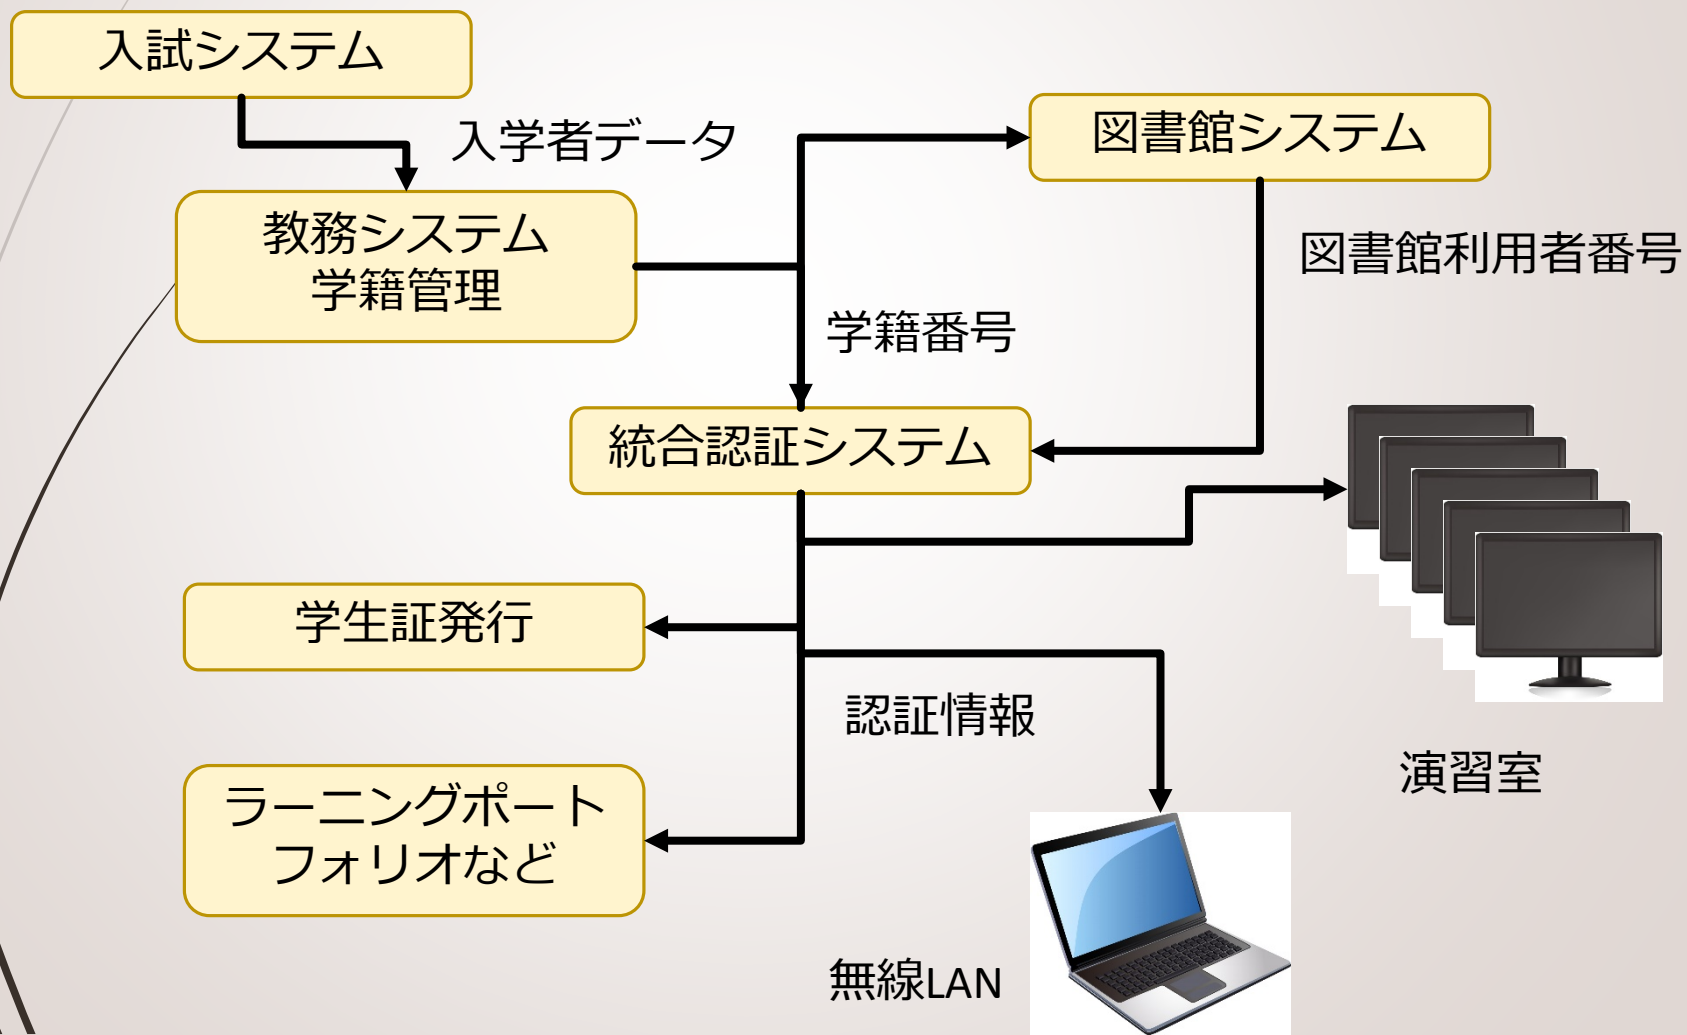 入試システム
入学者データ
図書館システム
教務システム
学籍管理
図書館利用者番号
学籍番号
統合認証システム
学生証発行
認証情報
演習室
ラーニングポート
フォリオなど
無線LAN